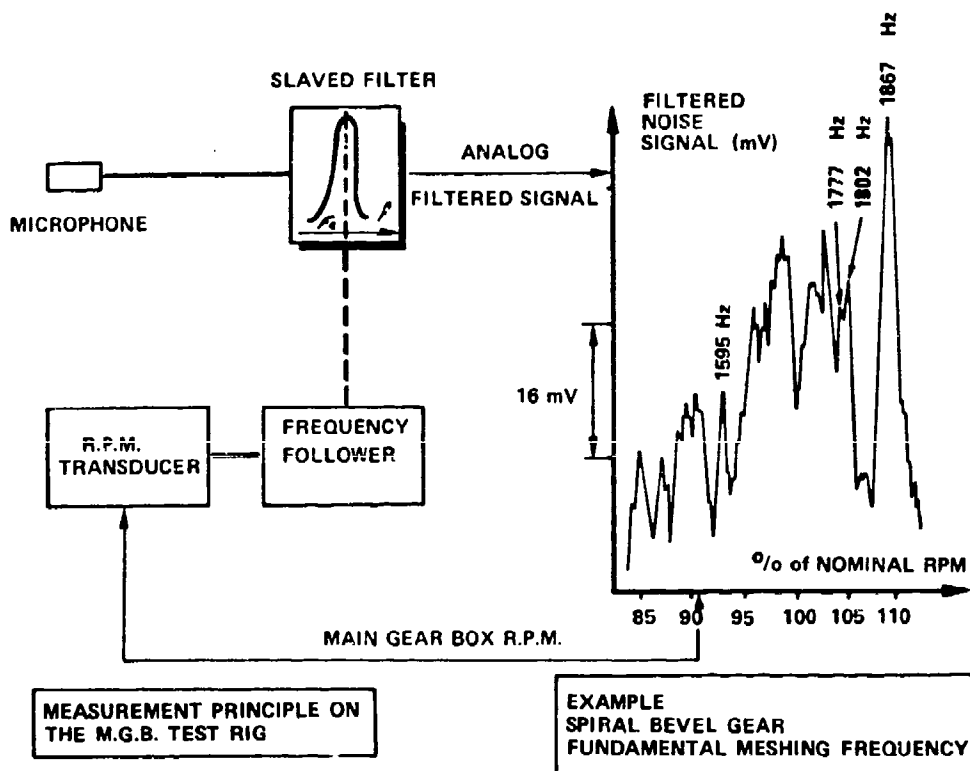 SLAVED FILTER
F₀ f
MICROPHONE
ANALOG
FILTERED SIGNAL
R.P.M.
TRANSDUCER
FREQUENCY
FOLLOWER
MAIN GEAR BOX R.P.M.
MEASUREMENT PRINCIPLE ON
THE M.G.B. TEST RIG
FILTERED
NOISE
SIGNAL (mV)
16 mV
1595 Hz
1777 Hz
1802 Hz
1867 Hz
% of NOMINAL RPM
85 90 95 100 105 110
EXAMPLE
SPIRAL BEVEL GEAR
FUNDAMENTAL MESHING FREQUENCY